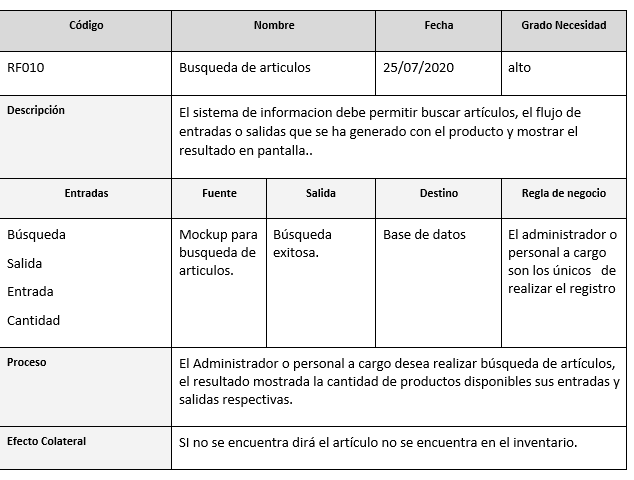 Código Nombre Fecha Grado Necesidad
RF010 Busqueda de articulos 25/07/2020 alto
Descripción
El sistema de informacion debe permitir buscar artículos, el flujo de
entradas o salidas que se ha generado con el producto y mostrar el
resultado en pantalla..
Entradas Fuente Salida Destino Regla de negocio
Búsqueda
Salida
Entrada
Cantidad
Mockup para
busqueda de
articulos.
Búsqueda
exitosa.
Base de datos
El administrador o
personal a cargo
son los únicos de
realizar el registro
Proceso
El Administrador o personal a cargo desea realizar búsqueda de artículos,
el resultado mostrada la cantidad de productos disponibles sus entradas y
salidas respectivas.
Efecto Colateral
SI no se encuentra dirá el artículo no se encuentra en el inventario.